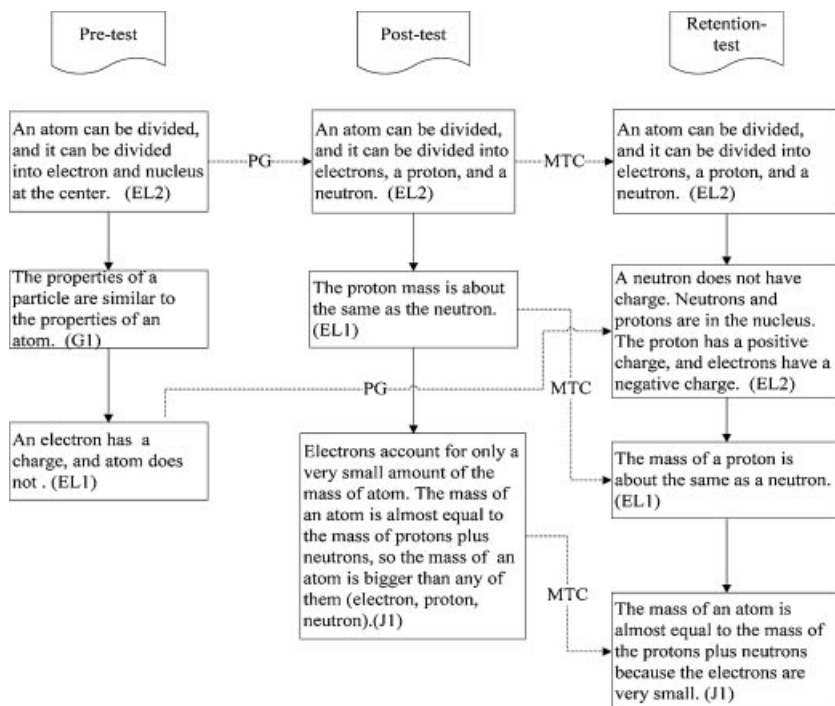 Pre-test
Post-test
Retention-
test
An atom can be divided,
and it can be divided
into electron and nucleus
at the center. (EL2)
PG
An atom can be divided,
and it can be divided into
electrons, a proton, and a
neutron. (EL2)
MTC
An atom can be divided,
and it can be divided into
electrons, a proton, and a
neutron. (EL2)
The properties of a
particle are similar to
the properties of an
atom. (G1)
The proton mass is about
the same as the neutron.
(EL1)
A neutron does not have
charge. Neutrons and
protons are in the nucleus.
The proton has a positive
charge, and electrons have a
negative charge. (EL2)
PG
MTC
An electron has a
charge, and atom does
not . (EL1)
Electrons account for only a
very small amount of the
mass of atom. The mass of
an atom is almost equal to
the mass of protons plus
neutrons, so the mass of an
atom is bigger than any of
them (electron, proton,
neutron).(J1)
The mass of a proton is
about the same as a neutron.
(EL1)
MTC
The mass of an atom is
almost equal to the mass of
the protons plus neutrons
because the electrons are
very small. (J1)